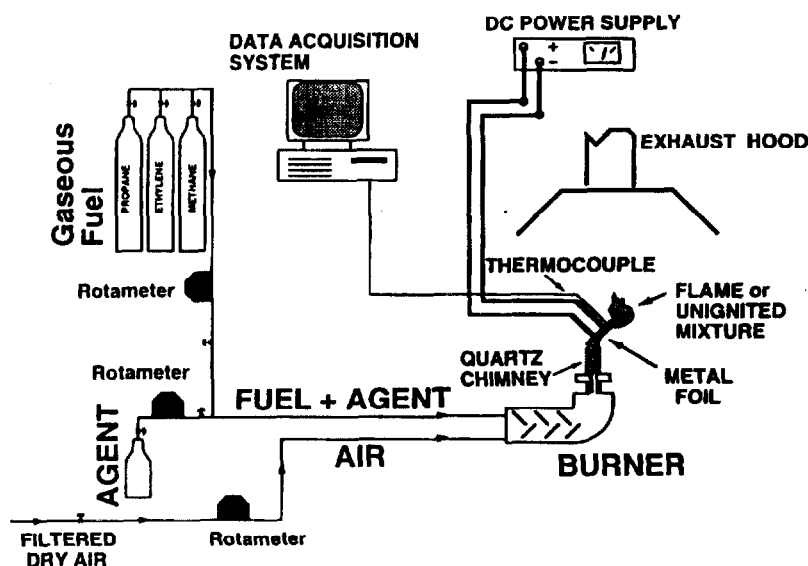 DC POWER SUPPLY
+
–
DATA ACQUISITION
SYSTEM
EXHAUST HOOD
Gaseous
Fuel
PROPANE
ETHYLENE
METHANE
THERMOCOUPLE
Rotameter
FLAME or
UNIGNITED
MIXTURE
QUARTZ
CHIMNEY
METAL
FOIL
Rotameter
FUEL + AGENT
AGENT
AIR
BURNER
FILTERED
DRY AIR
Rotameter